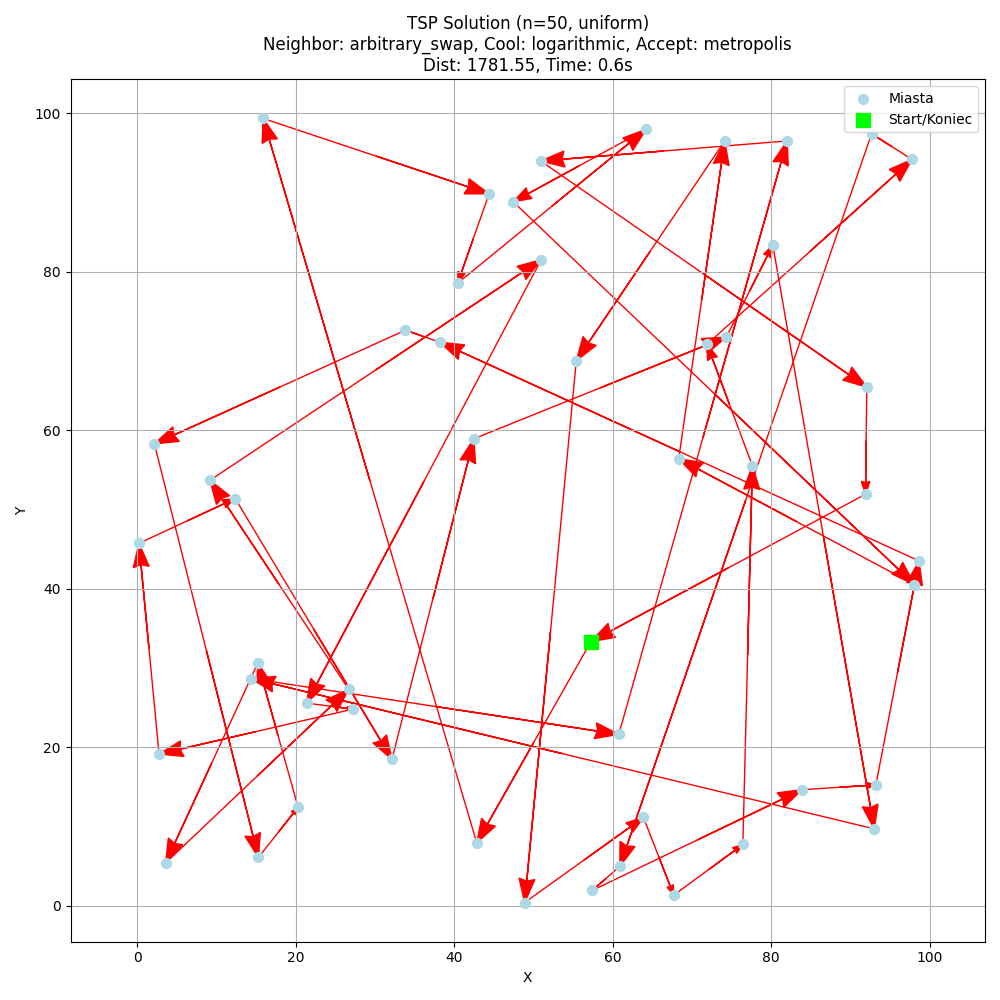 TSP Solution (n=50, uniform)
Neighbor: arbitrary_swap, Cool: logarithmic, Accept: metropolis
Dist: 1781.55, Time: 0.6s
Miasta
Start/Koniec
100
80
60
40
20
0
Y
0 20 40 60 80 100
X